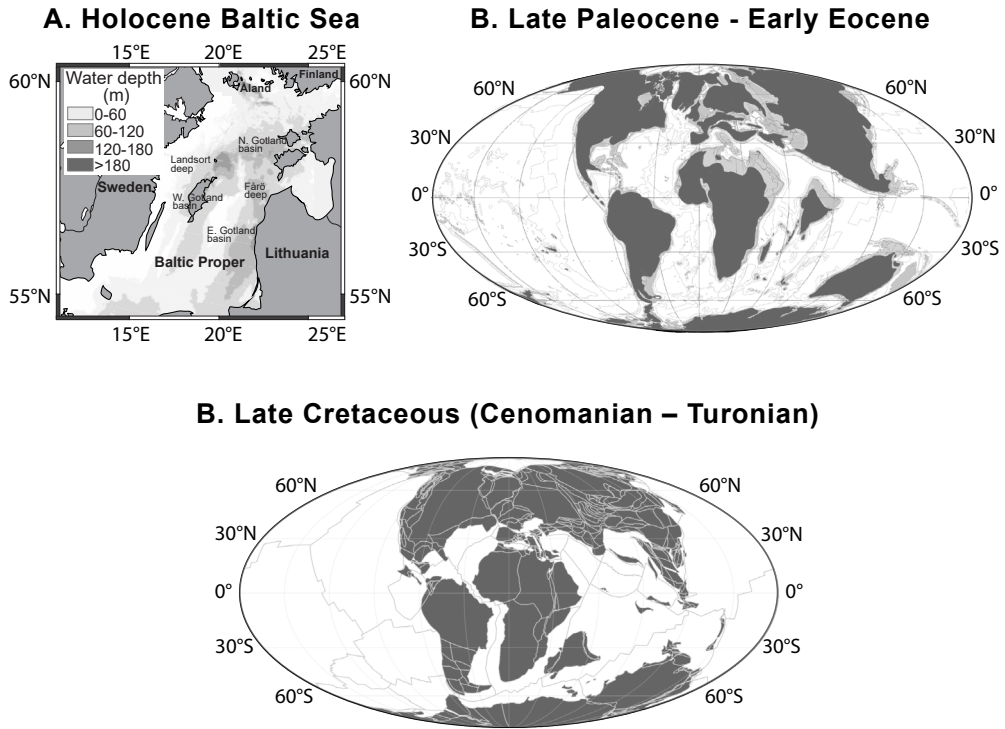 A. Holocene Baltic Sea
15°E 20°E 25°E
60°N 60°N
Water depth
(m)
0-60
60-120
120-180
>180
Finland
Åland
N. Gotland
basin
Landsort
deep
Sweden
W. Gotland
basin
Fårö
deep
E. Gotland
basin
Baltic Proper
Lithuania
55°N 55°N
15°E 20°E 25°E
B. Late Paleocene - Early Eocene
60°N 60°N
30°N 30°N
0° 0°
30°S 30°S
60°S 60°S
B. Late Cretaceous (Cenomanian – Turonian)
60°N 60°N
30°N 30°N
0° 0°
30°S 30°S
60°S 60°S